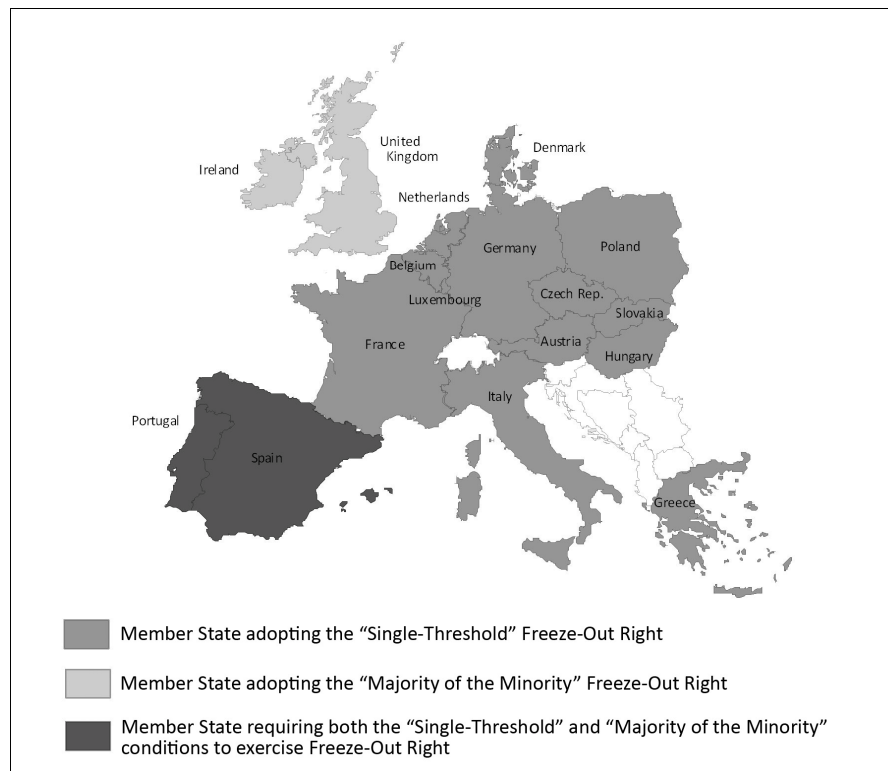 United
Kingdom
Ireland
Denmark
Netherlands
Germany
Poland
Belgium
Czech Rep.
Luxembourg
Slovakia
France
Austria
Hungary
Italy
Portugal
Spain
Greece
Member State adopting the “Single-Threshold” Freeze-Out Right
Member State adopting the “Majority of the Minority” Freeze-Out Right
Member State requiring both the “Single-Threshold” and “Majority of the Minority”
conditions to exercise Freeze-Out Right